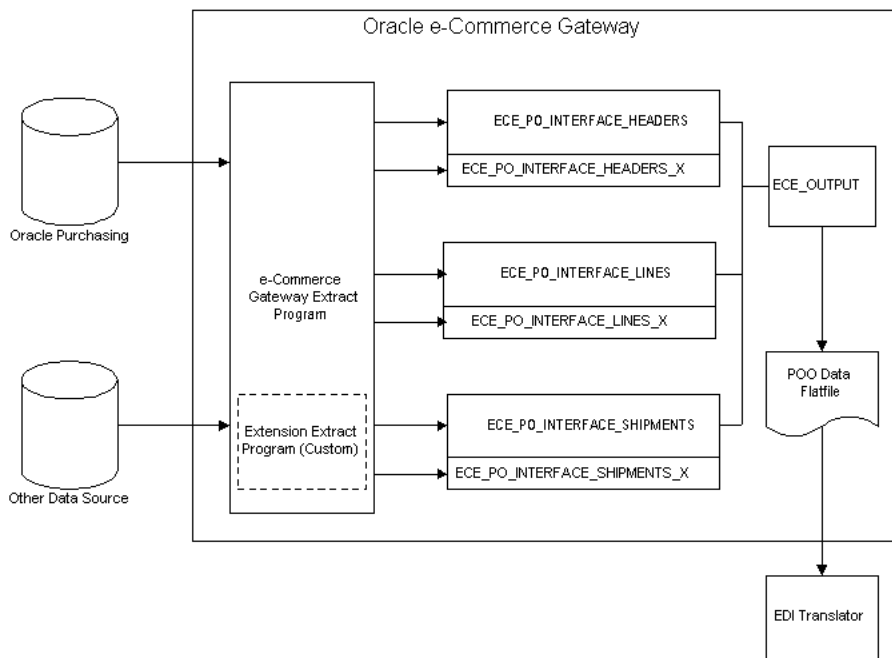 Oracle e-Commerce Gateway
Oracle Purchasing
Other Data Source
e-Commerce
Gateway Extract
Program
Extension Extract
Program (Custom)
ECE_PO_INTERFACE_HEADERS
ECE_PO_INTERFACE_HEADERS_X
ECE_PO_INTERFACE_LINES
ECE_PO_INTERFACE_LINES_X
ECE_PO_INTERFACE_SHIPMENTS
ECE_PO_INTERFACE_SHIPMENTS_X
ECE_OUTPUT
POO Data
Flatfile
EDI Translator